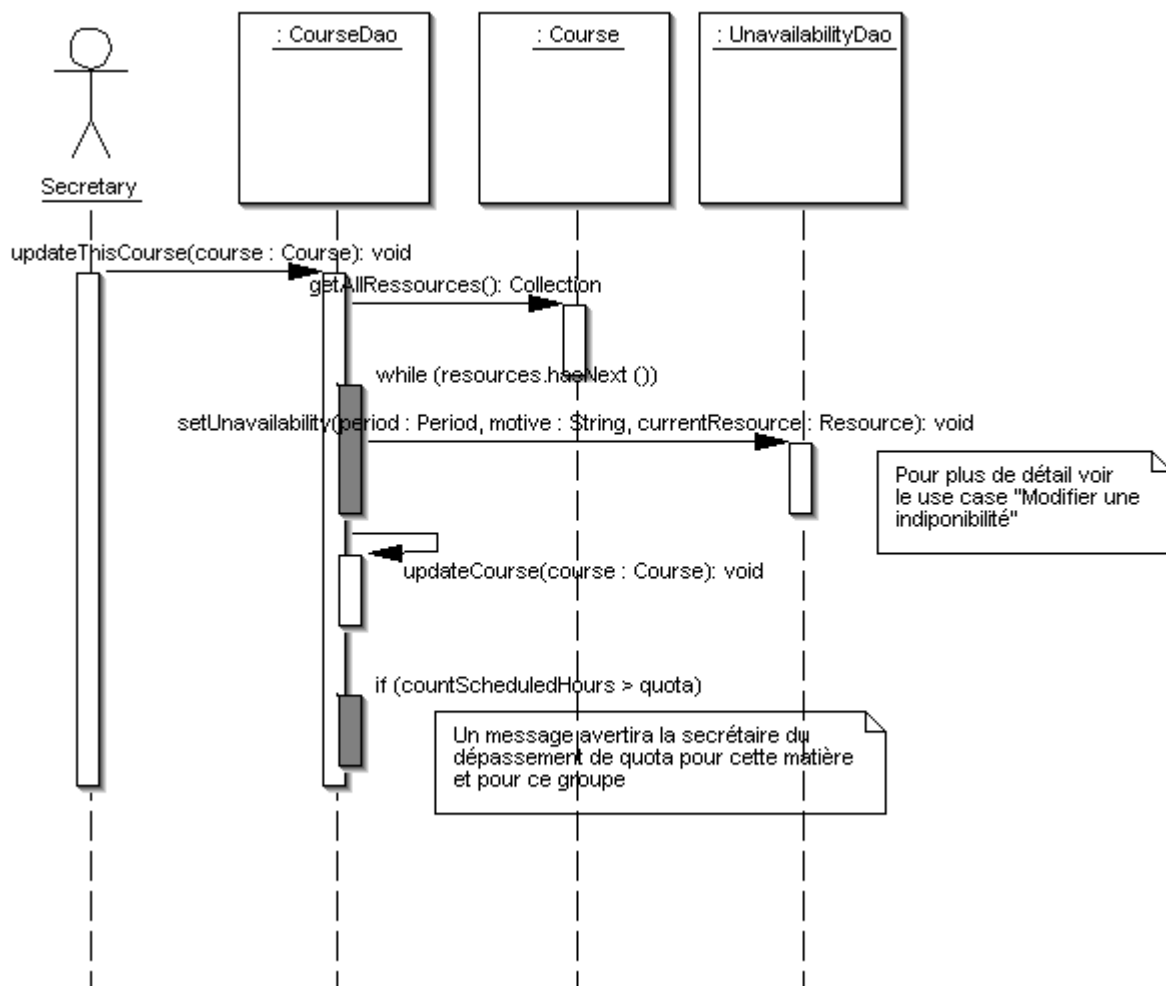 : CourseDao
: Course
: UnavailabilityDao
Secretary
updateThisCourse(course : Course): void
getAllRessources(): Collection
while (resources.hasNext ())
setUnavailability(period : Period, motive : String, currentResource : Resource): void
Pour plus de détail voir
le use case "Modifier une
indiponibilité"
updateCourse(course : Course): void
if (countScheduledHours > quota)
Un message avertira la secrétaire du
dépassement de quota pour cette matière
et pour ce groupe